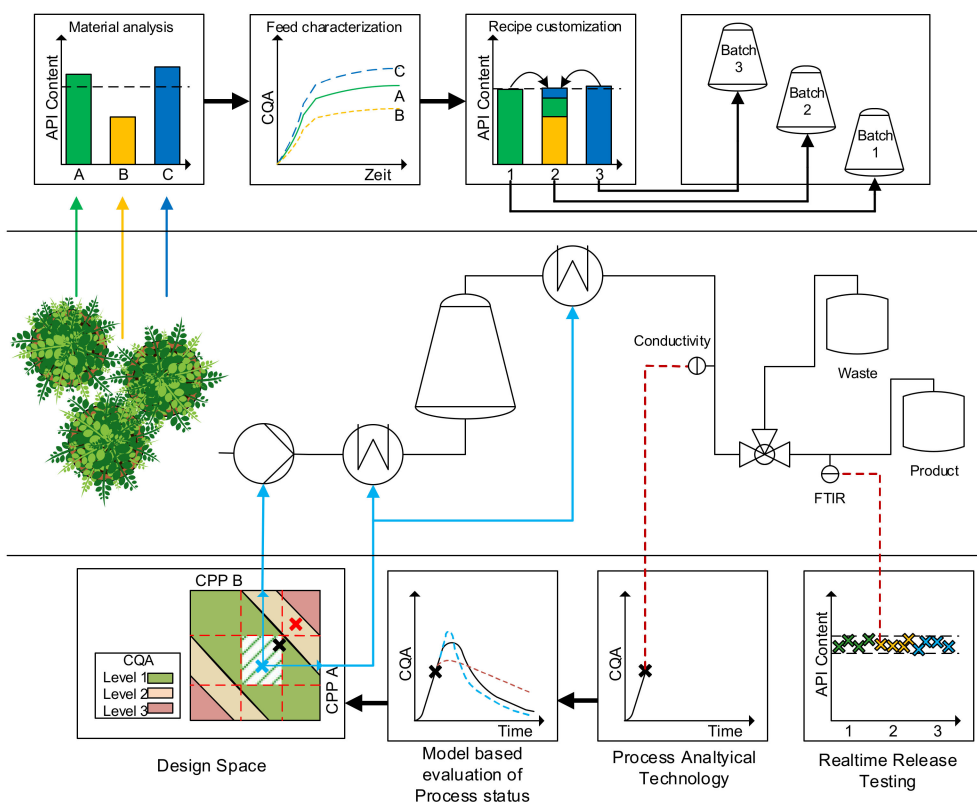 Material analysis
API Content
A B C
Feed characterization
CQA
C
A
B
Zeit
Recipe customization
API Content
1 2 3
Batch
3
Batch
2
Batch
1
Conductivity
Waste
Product
FTIR
CPP B
CPP A
CQA
Level 1
Level 2
Level 3
Design Space
CQA
Time
Model based
evaluation of
Process status
CQA
Time
Process Analtyical
Technology
API Content
1 2 3
Realtime Release
Testing